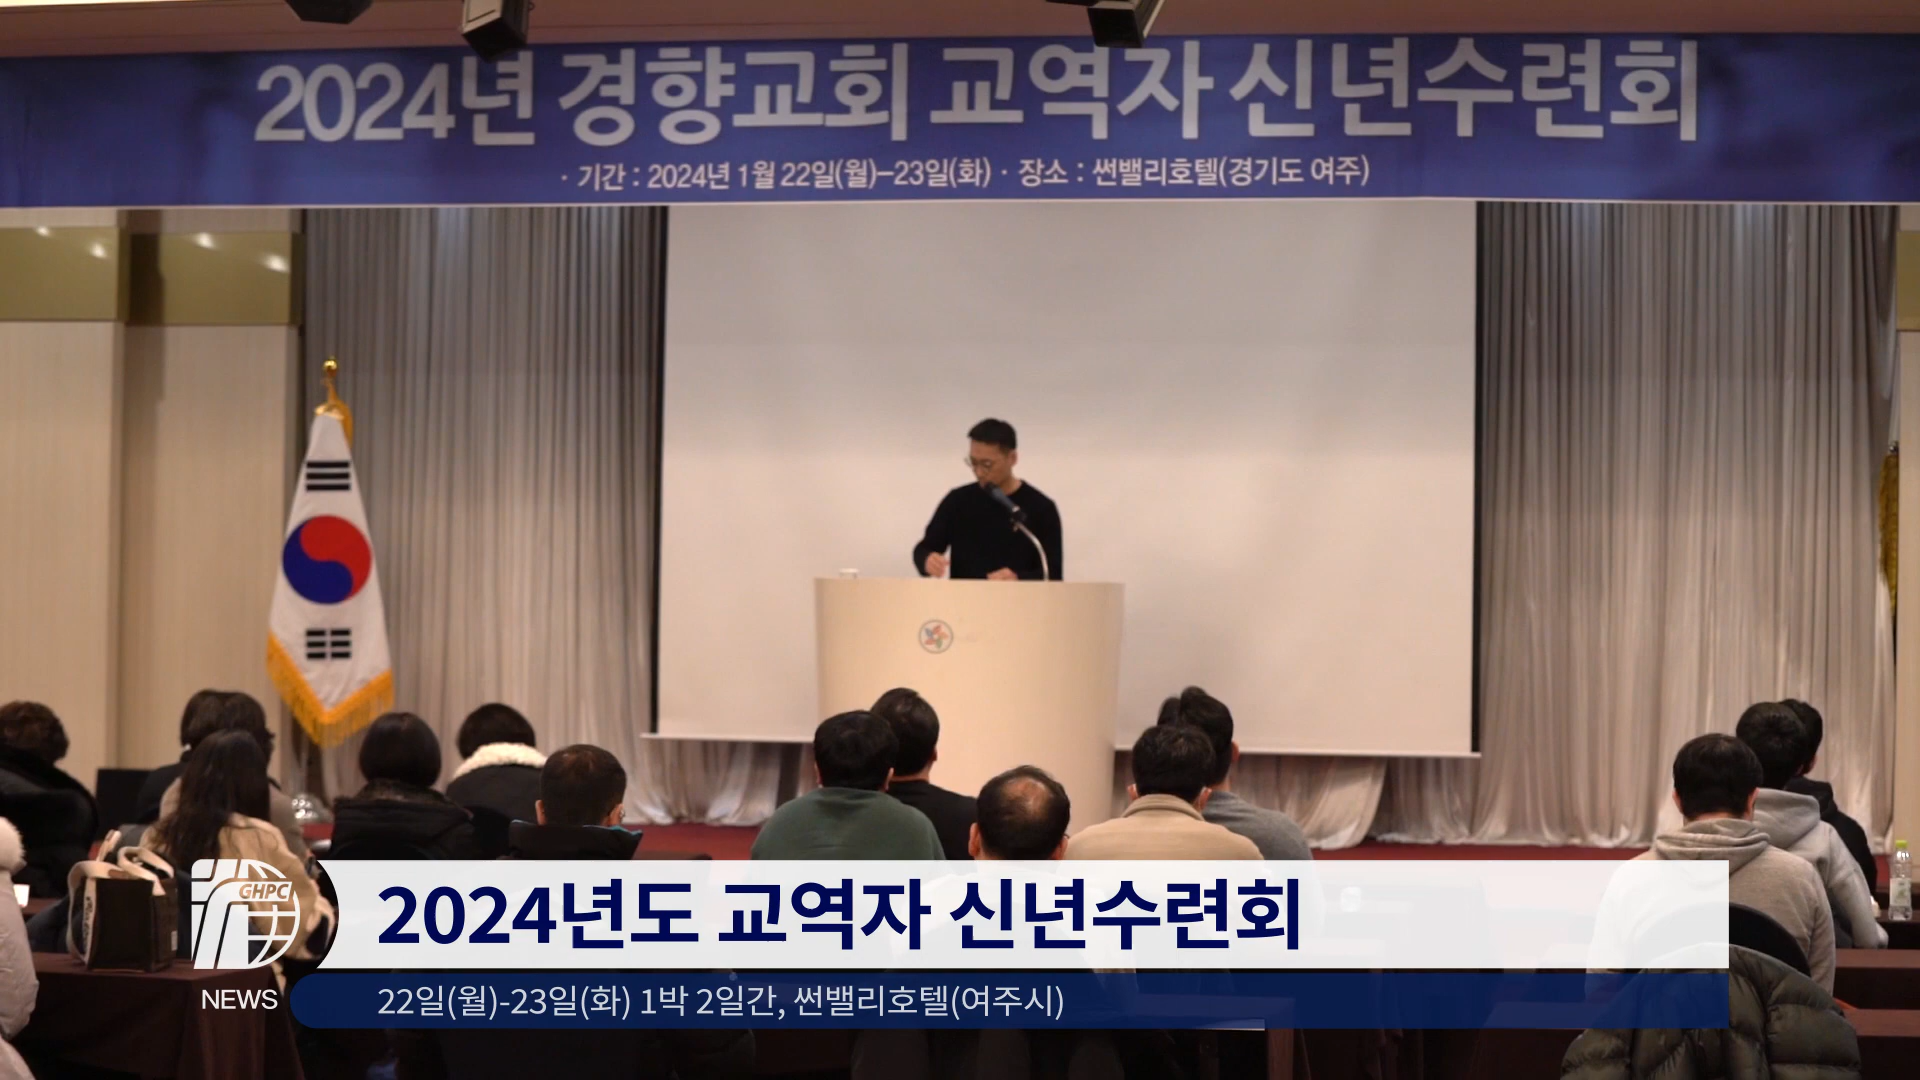 2024년 경향교회 교역자 신년수련회
· 기간 : 2024년 1월 22일(월)-23일(화) · 장소 : 썬밸리호텔(경기도 여주)
GHPC
2024년도 교역자 신년수련회
NEWS
22일(월)-23일(화) 1박 2일간, 썬밸리호텔(여주시)